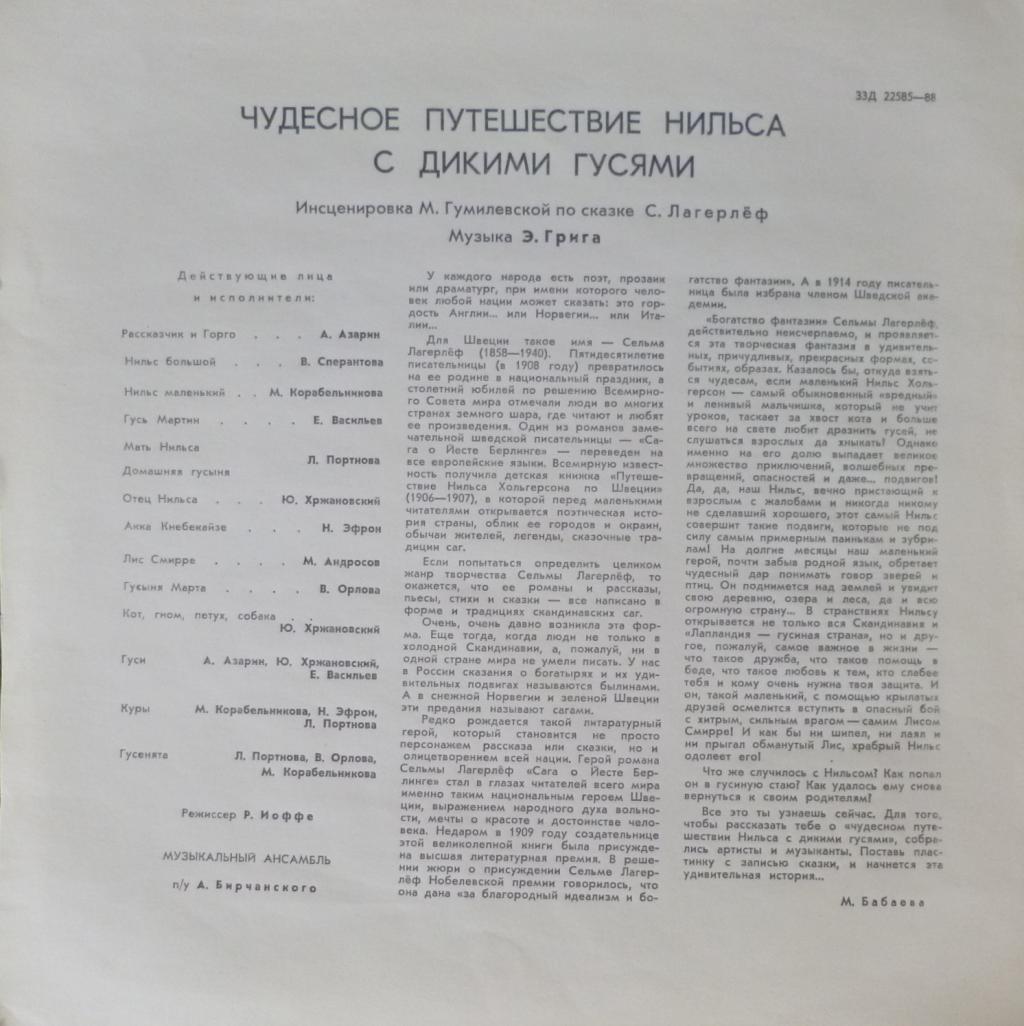 33Д 22585—88
ЧУДЕСНОЕ ПУТЕШЕСТВИЕ НИЛЬСА
С ДИКИМИ ГУСЯМИ
Инсценировка М. Гумилевской по сказке С. Лагерлёф
Музыка Э. Грига
Действующие лица
и исполнители:
Рассказчик и Горго . . . А. Азарин
Нильс большой . . . В. Сперантова
Нильс маленький . . М. Корабельникова
Гусь Мартин . . . . Е. Васильев
Мать Нильса
Л. Портнова
Домашняя гусыня
Отец Нильса . . . Ю. Хржановский
Акка Кнебекайзе . . . Н. Эфрон
Лис Смирре . . . . М. Андросов
Гусыня Марта . . . . В. Орлова
Кот, гном, петух, собака . .
Ю. Хржановский
Гуси А. Азарин, Ю. Хржановский,
Е. Васильев
Куры М. Корабельникова, Н. Эфрон,
Л. Портнова
Гусенята Л. Портнова, В. Орлова,
М. Корабельникова
Режиссер Р. Иоффе
МУЗЫКАЛЬНЫЙ АНСАМБЛЬ
п/у А. Бирчанского
У каждого народа есть поэт, прозаик
или драматург, при имени которого чело-
век любой нации может сказать: это гор-
дость Англии... или Норвегии... или Ита-
лии...
Для Швеции такое имя — Сельма
Лагерлёф (1858—1940). Пятидесятилетие
писательницы (в 1908 году) превратилось
на ее родине в национальный праздник, а
столетний юбилей по решению Всемирно-
го Совета мира отмечали люди во многих
странах земного шара, где читают и любят
ее произведения. Один из романов заме-
чательной шведской писательницы — «Са-
га о Йесте Берлинге» — переведен на
все европейские языки. Всемирную извест-
ность получила детская книжка «Путеше-
ствие Нильса Хольгерсона по Швеции»
(1906—1907), в которой перед маленькими
читателями открывается поэтическая исто-
рия страны, облик ее городов и окраин,
обычаи жителей, легенды, сказочные тра-
диции саг.
Если попытаться определить целиком
жанр творчества Сельмы Лагерлёф, то
окажется, что ее романы и рассказы,
пьесы, стихи и сказки — все написано в
форме и традициях скандинавских саг.
Очень, очень давно возникла эта фор-
ма. Еще тогда, когда люди не только в
холодной Скандинавии, а, пожалуй, ни в
одной стране мира не умели писать. У нас
в России сказания о богатырях и их уди-
вительных подвигах называются былинами.
А в снежной Норвегии и зеленой Швеции
эти предания называют сагами.
Редко рождается такой литаратурный
герой, который становится не просто
персонажем рассказа или сказки, но и
олицетворением всей нации. Герой романа
Сельмы Лагерлёф «Сага о Йесте Бер-
линге» стал в глазах читателей всего мира
именно таким национальным героем Шве-
ции, выражением народного духа вольно-
сти, мечты о красоте и достоинстве чело-
века. Недаром в 1909 году создательнице
этой великолепной книги была присужде-
на высшая литературная премия. В реше-
нии жюри о присуждении Сельме Лагер-
лёф Нобелевской премии говорилось, что
она дана «за благородный идеализм и бо-
гатство фантазии». А в 1914 году писатель-
ница была избрана членом Шведской ака-
демии.
«Богатство фантазии» Сельмы Лагерлёф,
действительно неисчерпаемо, и проявляет-
ся эта творческая фантазия в удивитель-
ных, причудливых, прекрасных формах, со-
бытиях, образах. Казалось бы, откуда взять-
ся чудесам, если маленький Нильс Холь-
герсон — самый обыкновенный «вредный»
и ленивый мальчишка, который не учит
уроков, таскает за хвост кота и больше
всего на свете любит дразнить гусей, не
слушаться взрослых да хныкать! Однако
именно на его долю выпадает великое
множество приключений, волшебных пре-
вращений, опасностей и даже... подвигов!
Да, да, наш Нильс, вечно пристающий к
взрослым с жалобами и никогда никому
не сделавший хорошего, этот самый Нильс
совершит такие подвиги, которые не под
силу самым примерным паинькам и зубри-
лам! На долгие месяцы наш маленький
герой, почти забыв родной язык, обретает
чудесный дар понимать говор зверей и
птиц. Он поднимется над землей и увидит
свою деревню, озера и леса, да и всю
огромную страну... В странствиях Нильсу
открывается не только вся Скандинавия и
«Лапландия — гусиная страна», но и дру-
гое, пожалуй, самое важное в жизни —
что такое дружба, что такое помощь в
беде, что такое любовь к тем, кто слабее
тебя и кому очень нужна твоя защита. И
он, такой маленький, с помощью крылатых
друзей осмелится вступить в опасный бой
с хитрым, сильным врагом — самим Лисом
Смирре! И как бы ни шипел, ни лаял и
ни прыгал обманутый Лис, храбрый Нильс
одолеет его!
Что же случилось с Нильсом? Как попал
он в гусиную стаю? Как удалось ему снова
вернуться к своим родителям?
Все это ты узнаешь сейчас. Для того,
чтобы рассказать тебе о «чудесном путе-
шествии Нильса с дикими гусями», собра-
лись артисты и музыканты. Поставь плас-
тинку с записью сказки, и начнется эта
удивительная история...
М. Бабаева